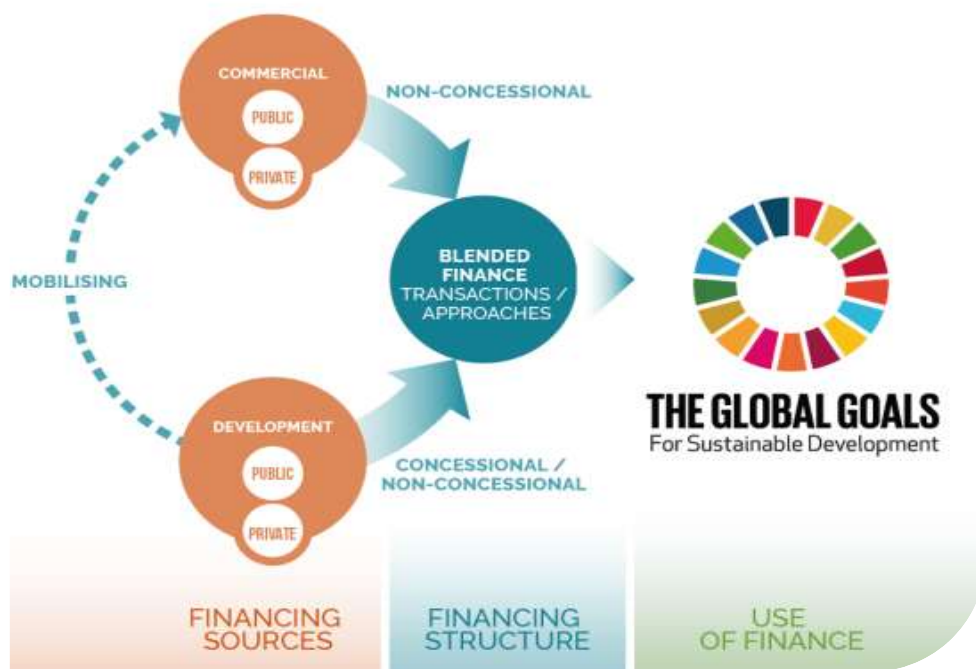 COMMERCIAL
PUBLIC
PRIVATE
NON-CONCESSIONAL
MOBILISING
BLENDED
FINANCE
TRANSACTIONS /
APPROACHES
DEVELOPMENT
PUBLIC
PRIVATE
CONCESSIONAL /
NON-CONCESSIONAL
THE GLOBAL GOALS
For Sustainable Development
FINANCING
SOURCES
FINANCING
STRUCTURE
USE
OF FINANCE